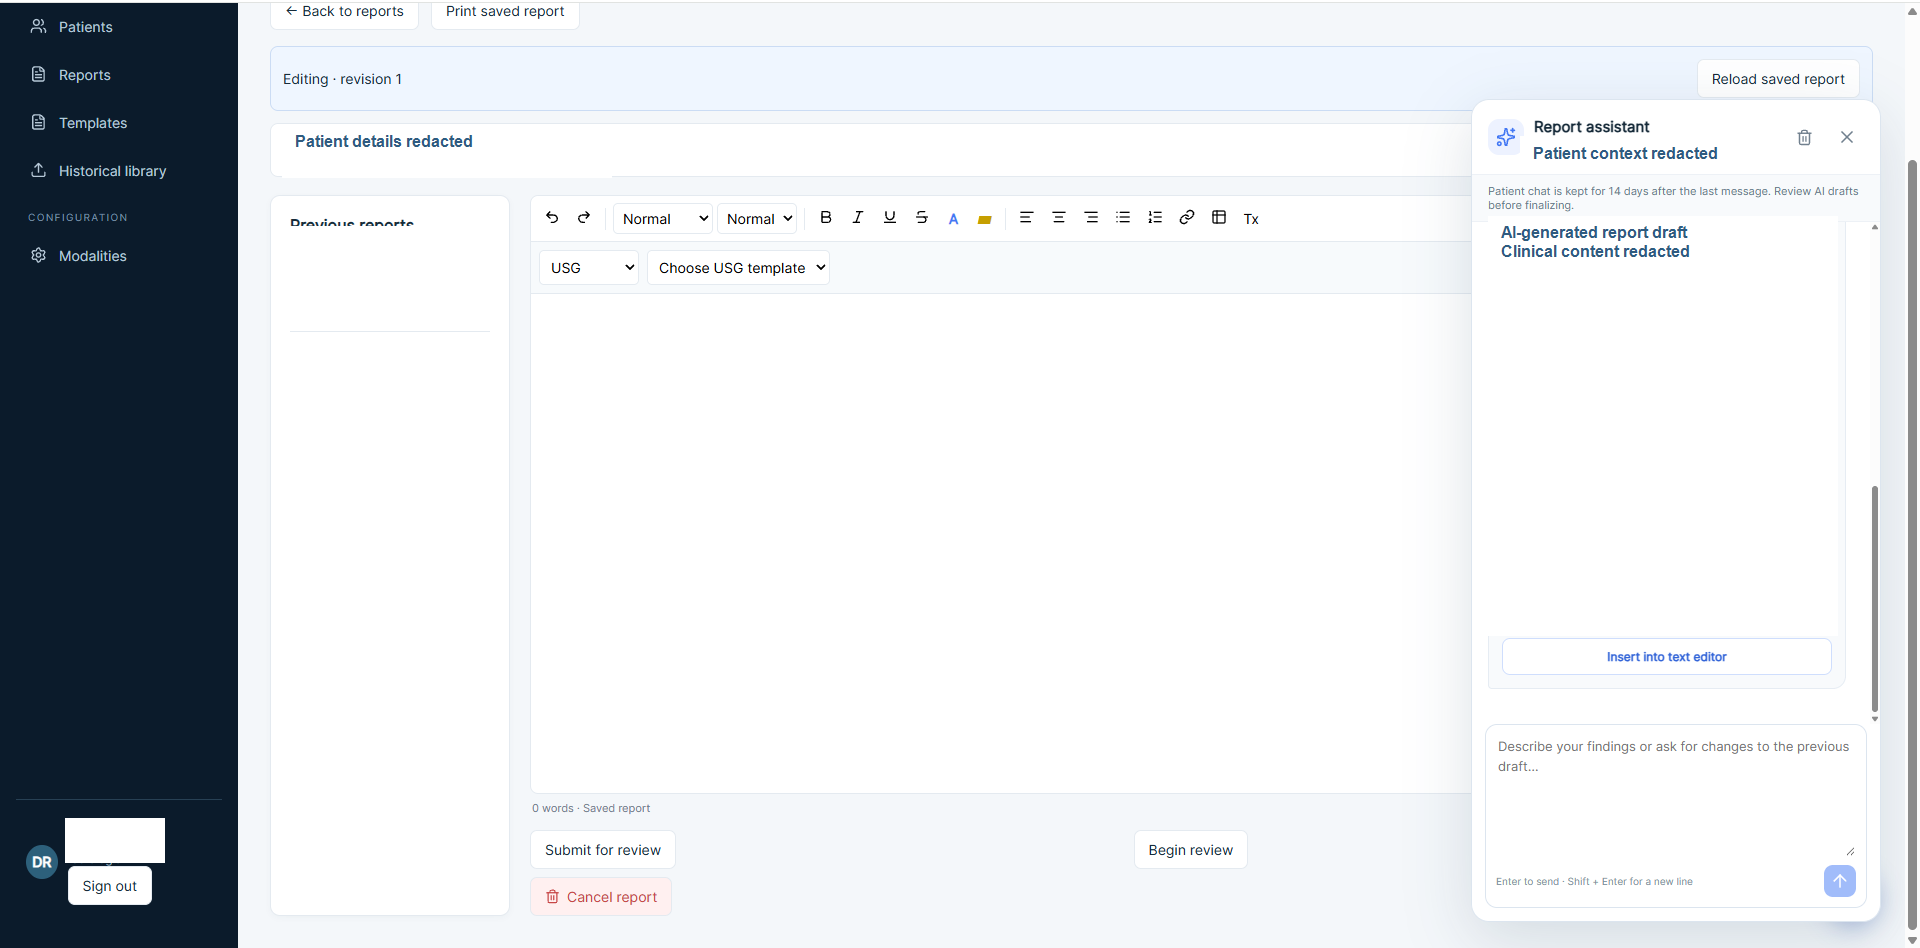 Patients
Reports
Templates
Historical library
CONFIGURATION
Modalities
DR
Sign out
← Back to reports
Print saved report
Editing · revision 1
Reload saved report
Patient details redacted
Previous reports
Normal
Normal
B
I
U
S
A
Tx
USG
Choose USG template
0 words · Saved report
Submit for review
Begin review
Cancel report
Report assistant
Patient context redacted
Patient chat is kept for 14 days after the last message. Review AI drafts
before finalizing.
AI-generated report draft
Clinical content redacted
Insert into text editor
Describe your findings or ask for changes to the previous
draft...
Enter to send · Shift + Enter for a new line